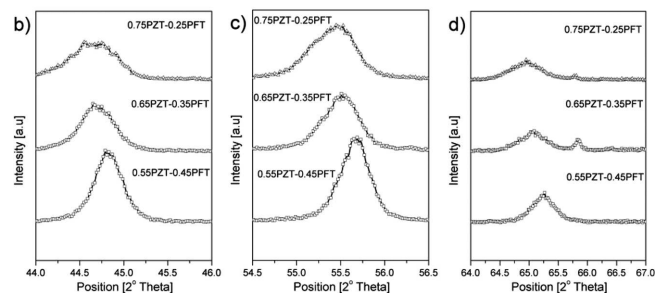 b)
0.75PZT-0.25PFT
0.65PZT-0.35PFT
0.55PZT-0.45PFT
Intensity [a.u]
44.0 44.5 45.0 45.5 46.0
Position [2° Theta]
c)
0.75PZT-0.25PFT
0.65PZT-0.35PFT
0.55PZT-0.45PFT
Intensity [a.u]
54.5 55.0 55.5 56.0 56.5
Position [2° Theta]
d)
0.75PZT-0.25PFT
0.65PZT-0.35PFT
0.55PZT-0.45PFT
Intensity [a.u]
64.0 64.5 65.0 65.5 66.0 66.5 67.0
Position [2° Theta]